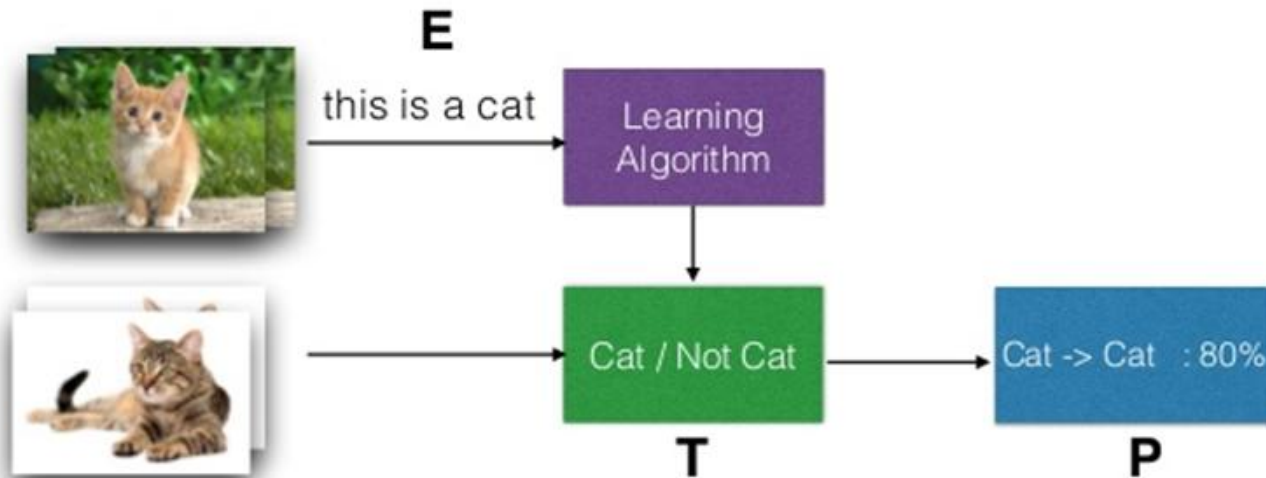 E
this is a cat
Learning
Algorithm
Cat / Not Cat
Cat -> Cat : 80%
T
P